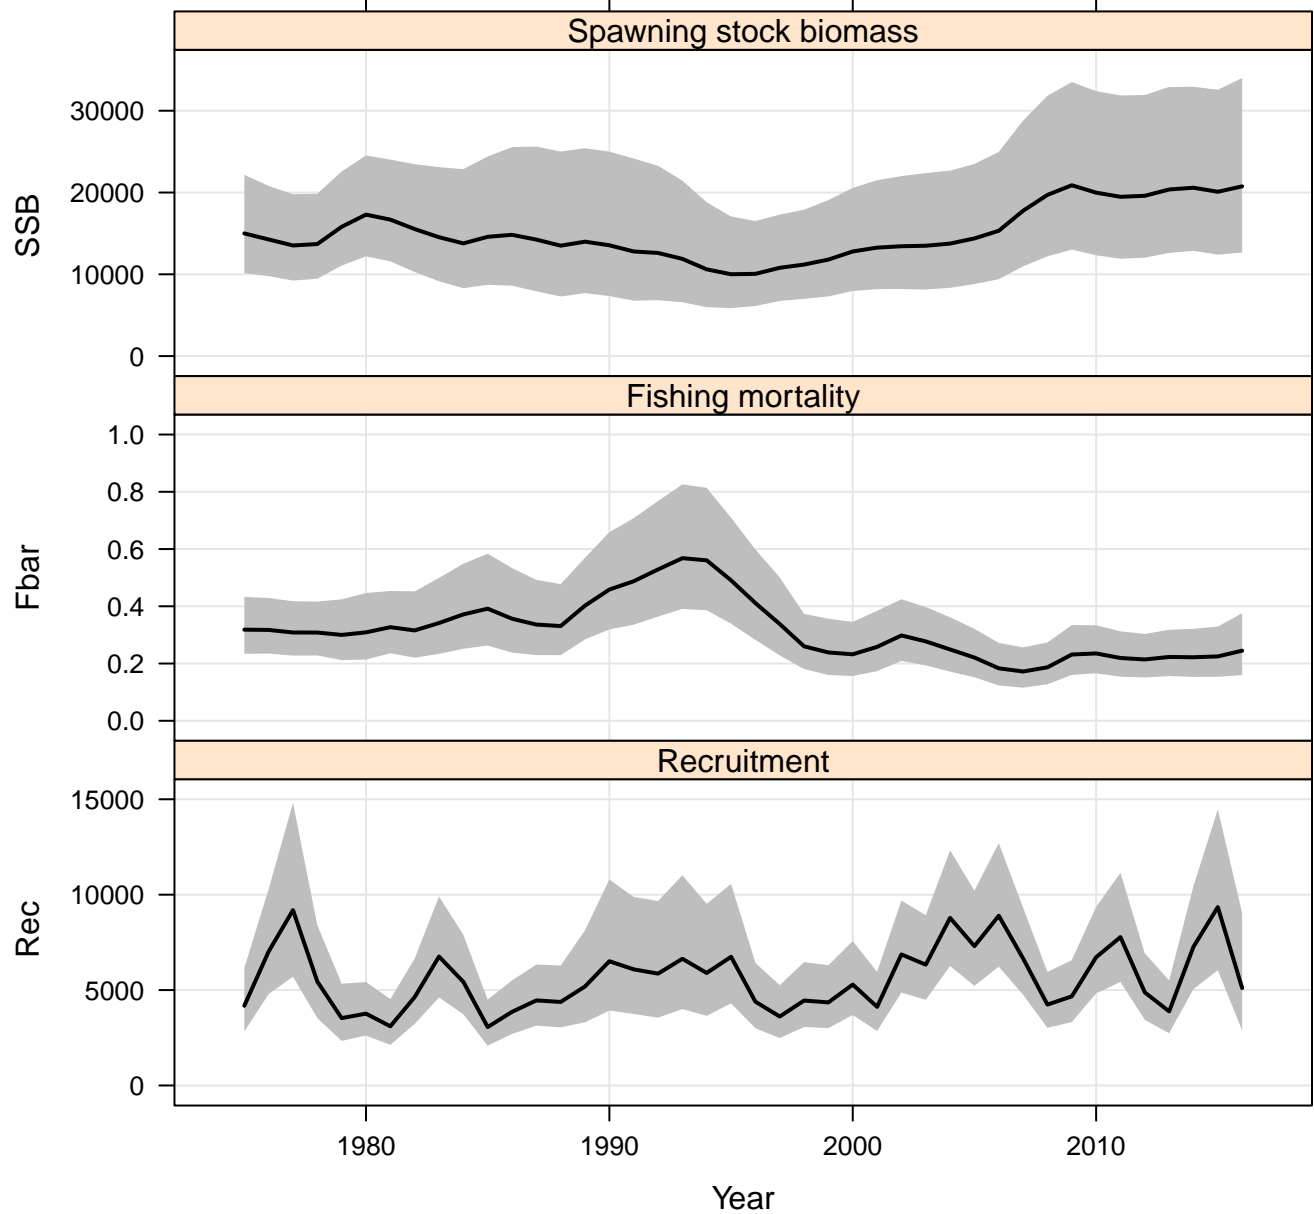 Spawning stock biomass
30000
20000
10000
0
SSB
Fishing mortality
1.0
0.8
0.6
0.4
0.2
0.0
Fbar
Recruitment
15000
10000
5000
0
Rec
1980 1990 2000 2010
Year